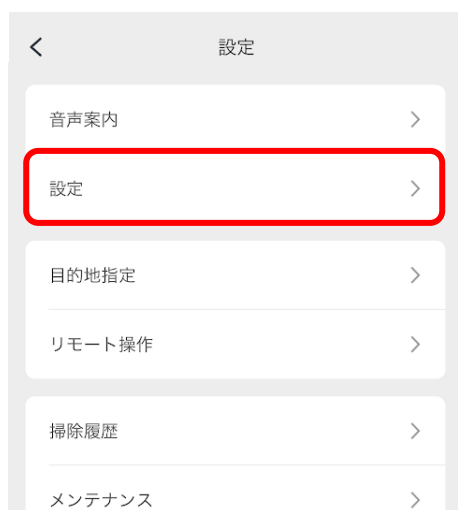 設定
音声案内
設定
目的地指定
リモート操作
掃除履歴
メンテナンス